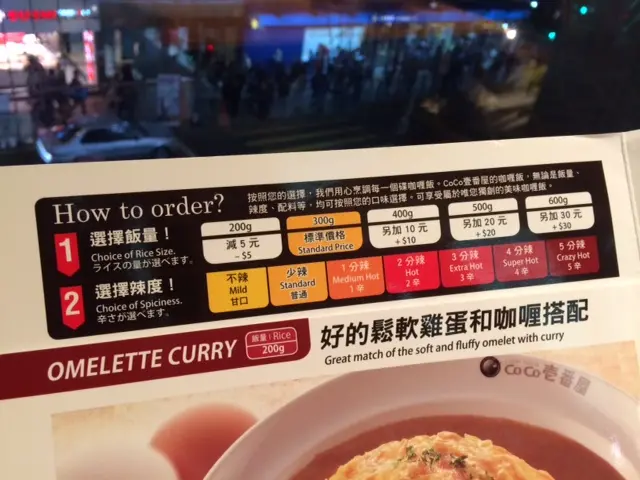 How to order?
按照您的選擇，我們用心烹調每一個碟咖喱飯。CoCo壱番屋的咖喱飯，無論是飯量、
辣度、配料等，均可按照您的口味選擇。可享受屬於唯您獨創的美味咖喱飯。
1 選擇飯量！
Choice of Rice Size.
ライスの量が選べます。
200g 300g 400g 500g 600g
減 5 元 標準價格 另加 10 元 另加 20 元 另加 30 元
– $5 Standard Price + $10 + $20 + $30
2 選擇辣度！
Choice of Spiciness.
辛さが選べます。
不辣 少辣 1 分辣 2 分辣 3 分辣 4 分辣 5 分辣
Mild Standard Medium Hot Hot Extra Hot Super Hot Crazy Hot
甘口 普通 1 辛 2 辛 3 辛 4 辛 5 辛
OMELETTE CURRY
飯量 / Rice
200g
好的鬆軟雞蛋和咖喱搭配
Great match of the soft and fluffy omelet with curry
CoCo壱番屋